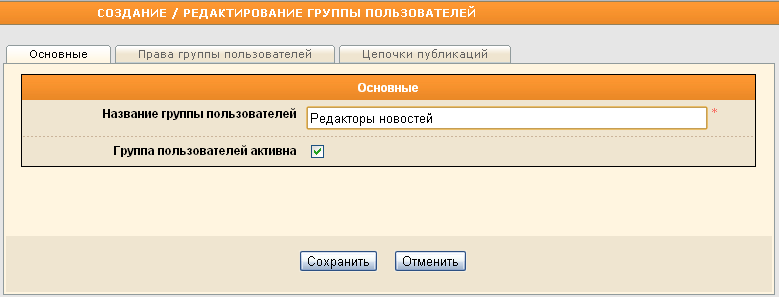 СОЗДАНИЕ / РЕДАКТИРОВАНИЕ ГРУППЫ ПОЛЬЗОВАТЕЛЕЙ
Основные Права группы пользователей Цепочки публикаций
Основные
Название группы пользователей Редакторы новостей *
Группа пользователей активна
Сохранить Отменить